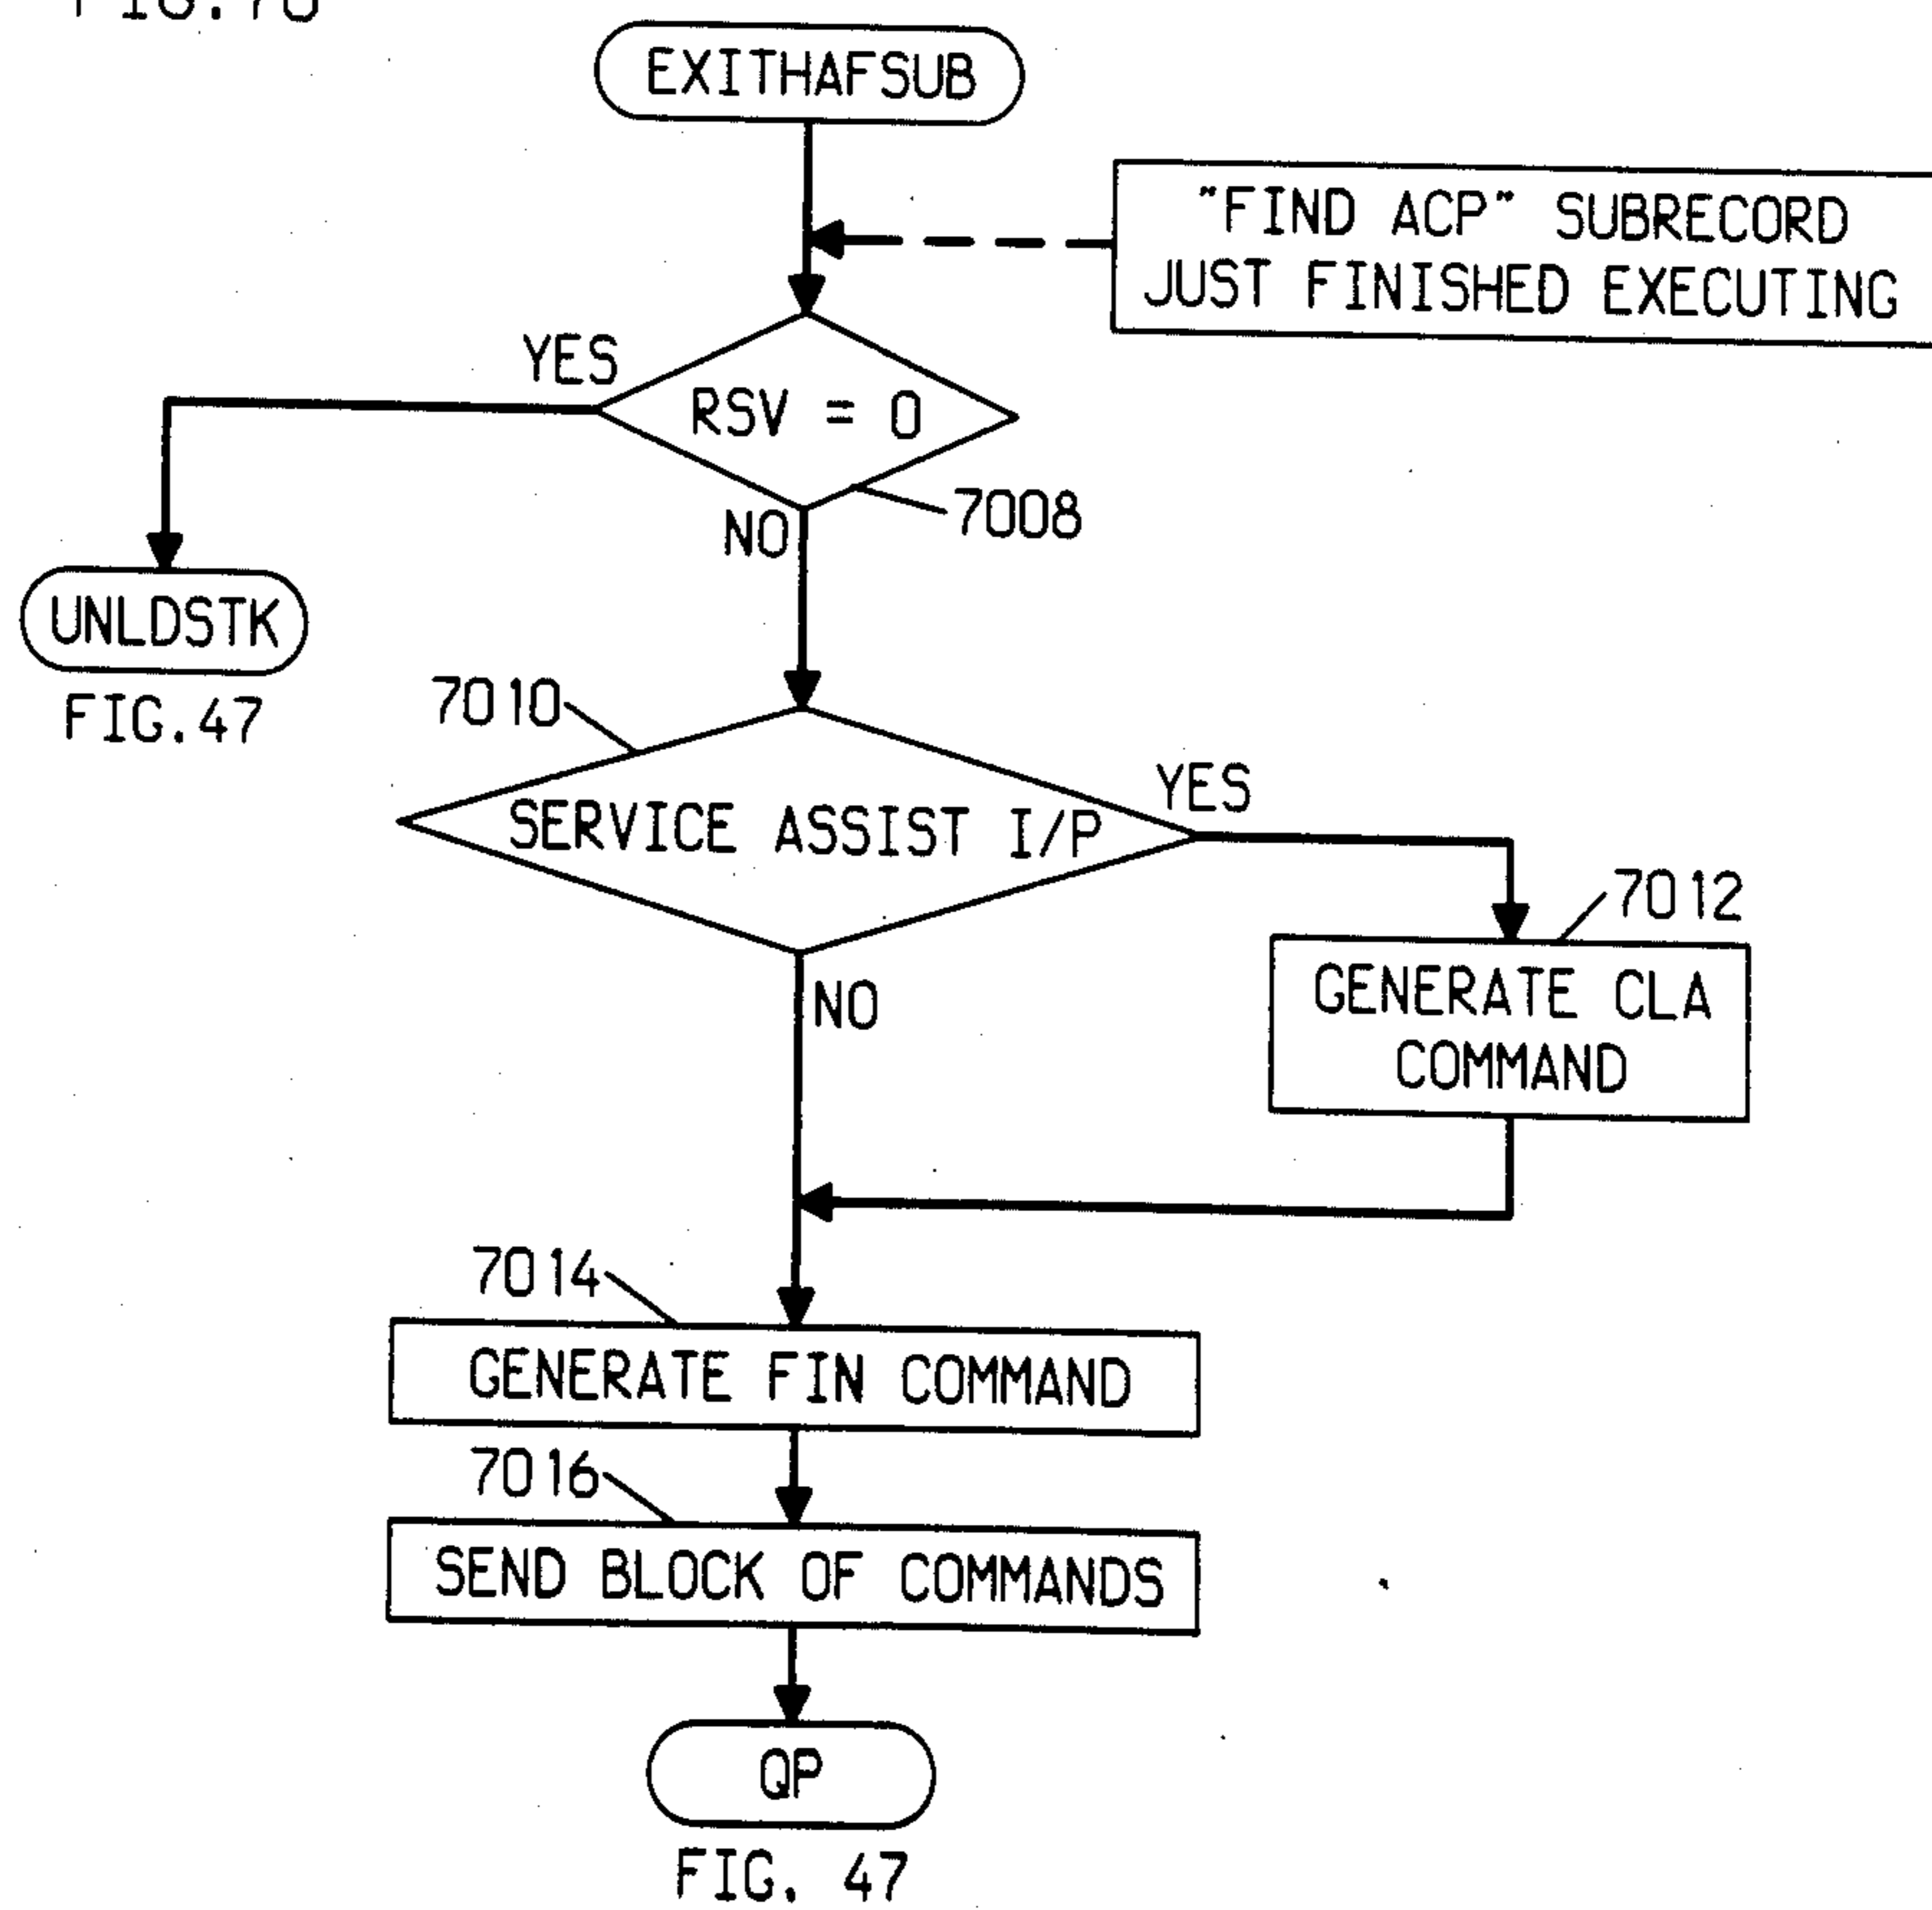 EXITHAFSUB
"FIND ACP" SUBRECORD
JUST FINISHED EXECUTING
YES
RSV = 0
7008
NO
UNLDSTK
FIG.47
7010
SERVICE ASSIST I/P
YES
7012
NO
GENERATE CLA
COMMAND
7014
GENERATE FIN COMMAND
7016
SEND BLOCK OF COMMANDS
QP
FIG. 47